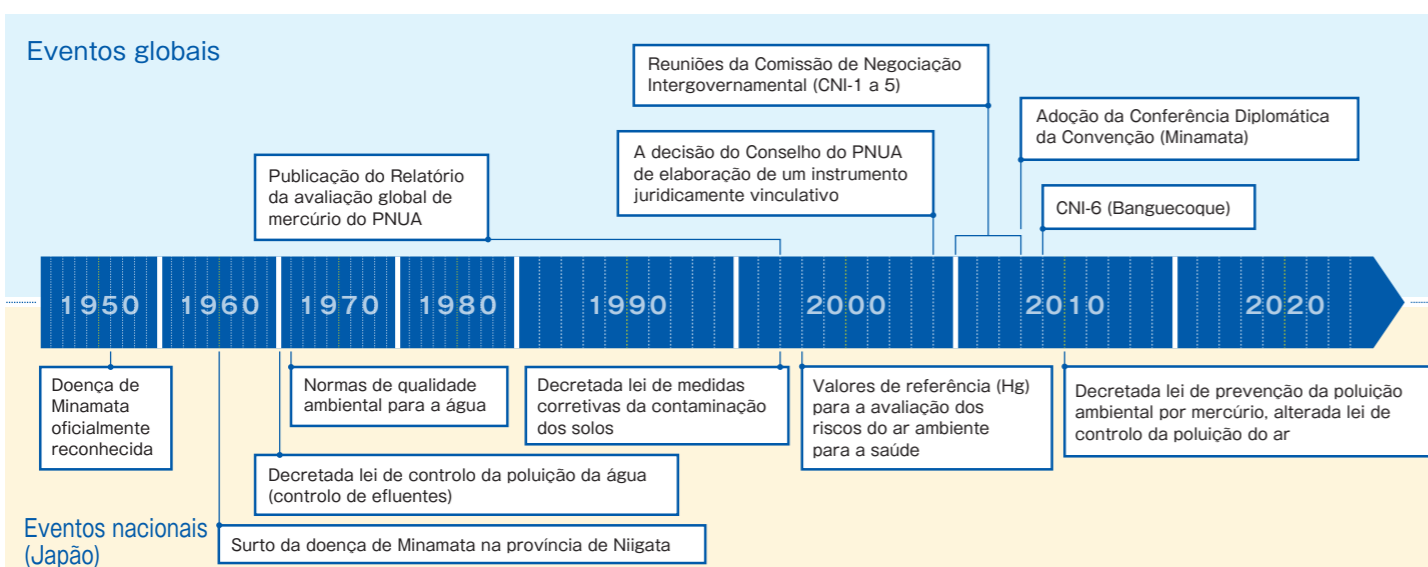 Eventos globais
Reuniões da Comissão de Negociação
Intergovernamental (CNI-1 a 5)
Adoção da Conferência Diplomática
da Convenção (Minamata)
A decisão do Conselho do PNUA
de elaboração de um instrumento
juridicamente vinculativo
Publicação do Relatório
da avaliação global de
mercúrio do PNUA
CNI-6 (Banguecoque)
1950 1960 1970 1980 1990 2000 2010 2020
Doença de
Minamata
oficialmente
reconhecida
Normas de qualidade
ambiental para a água
Decretada lei de medidas
corretivas da contaminação
dos solos
Valores de referência (Hg)
para a avaliação dos
riscos do ar ambiente
para a saúde
Decretada lei de prevenção da poluição
ambiental por mercúrio, alterada lei de
controlo da poluição do ar
Decretada lei de controlo da poluição da água
(controlo de efluentes)
Eventos nacionais
(Japão)
Surto da doença de Minamata na província de Niigata